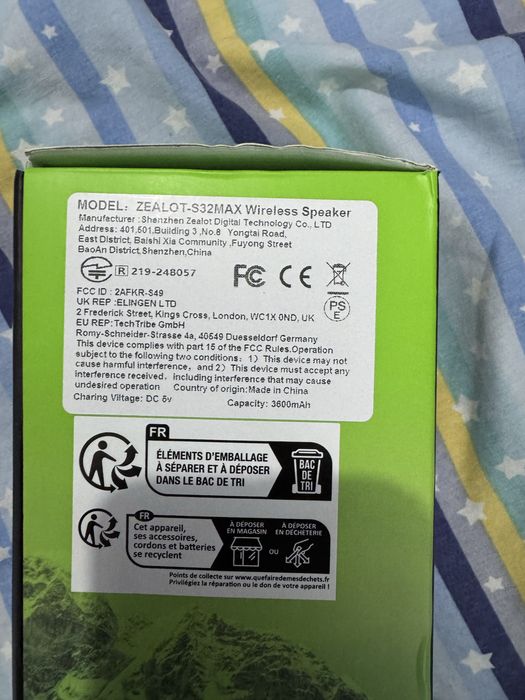 MODEL: ZEALOT-S32MAX Wireless Speaker
Manufacturer :Shenzhen Zealot Digital Technology Co., LTD
Address: 401,501,Building 3 ,No.8 Yongtai Road,
East District, Baishi Xia Community ,Fuyong Street
BaoAn District,Shenzhen,China
R 219-248057
FC CE
FCC ID : 2AFKR-S49
UK REP :ELINGEN LTD
2 Frederick Street, Kings Cross, London, WC1X 0ND, UK
PS
E
EU REP:TechTribe GmbH
Romy-Schneider-Strasse 4a, 40549 Duesseldorf Germany
This device complies with part 15 of the FCC Rules.Operation
subject to the following two conditions: 1) This device may not
cause harmful interference, and 2) This device must accept any
interference received, including interference that may cause
undesired operation Country of origin:Made in China
Charing Viltage: DC 5v Capacity: 3600mAh
FR
ÉLÉMENTS D'EMBALLAGE
À SÉPARER ET À DÉPOSER
DANS LE BAC DE TRI
BAC
DE
TRI
FR
Cet appareil,
ses accessoires,
cordons et batteries
se recyclent
À DÉPOSER
EN MAGASIN
OU
À DÉPOSER
EN DÉCHÈTERIE
Points de collecte sur www.quefairedemesdechets.fr
Privilégiez la réparation ou le don de votre appareil !